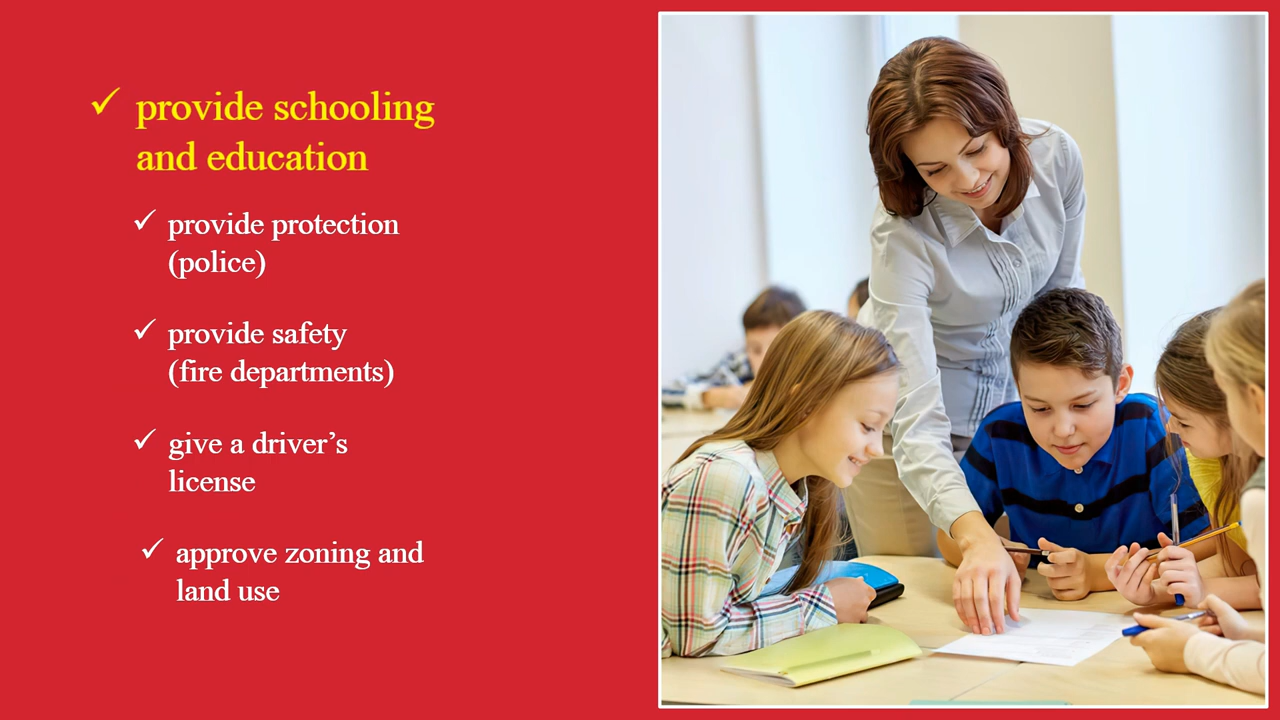 ✓ provide schooling
and education
✓ provide protection
(police)
✓ provide safety
(fire departments)
✓ give a driver’s
license
✓ approve zoning and
land use